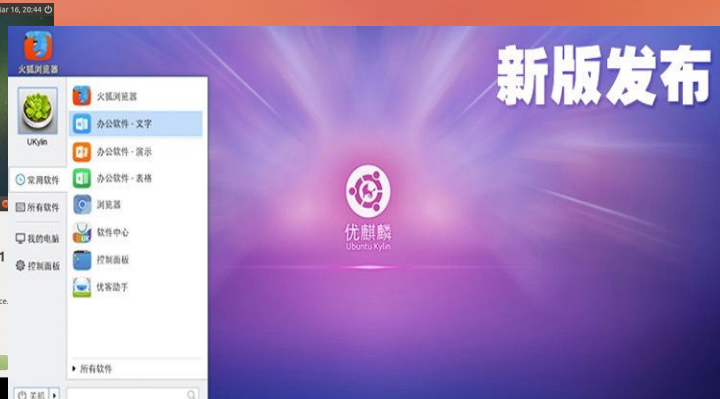 Mar 16, 20:44
火狐浏览器
新版发布
UKylin
常用软件
所有软件
我的电脑
控制面板
关机
火狐浏览器
办公软件 - 文字
办公软件 - 演示
办公软件 - 表格
浏览器
软件中心
控制面板
优客助手
所有软件
优麒麟
Ubuntu Kylin